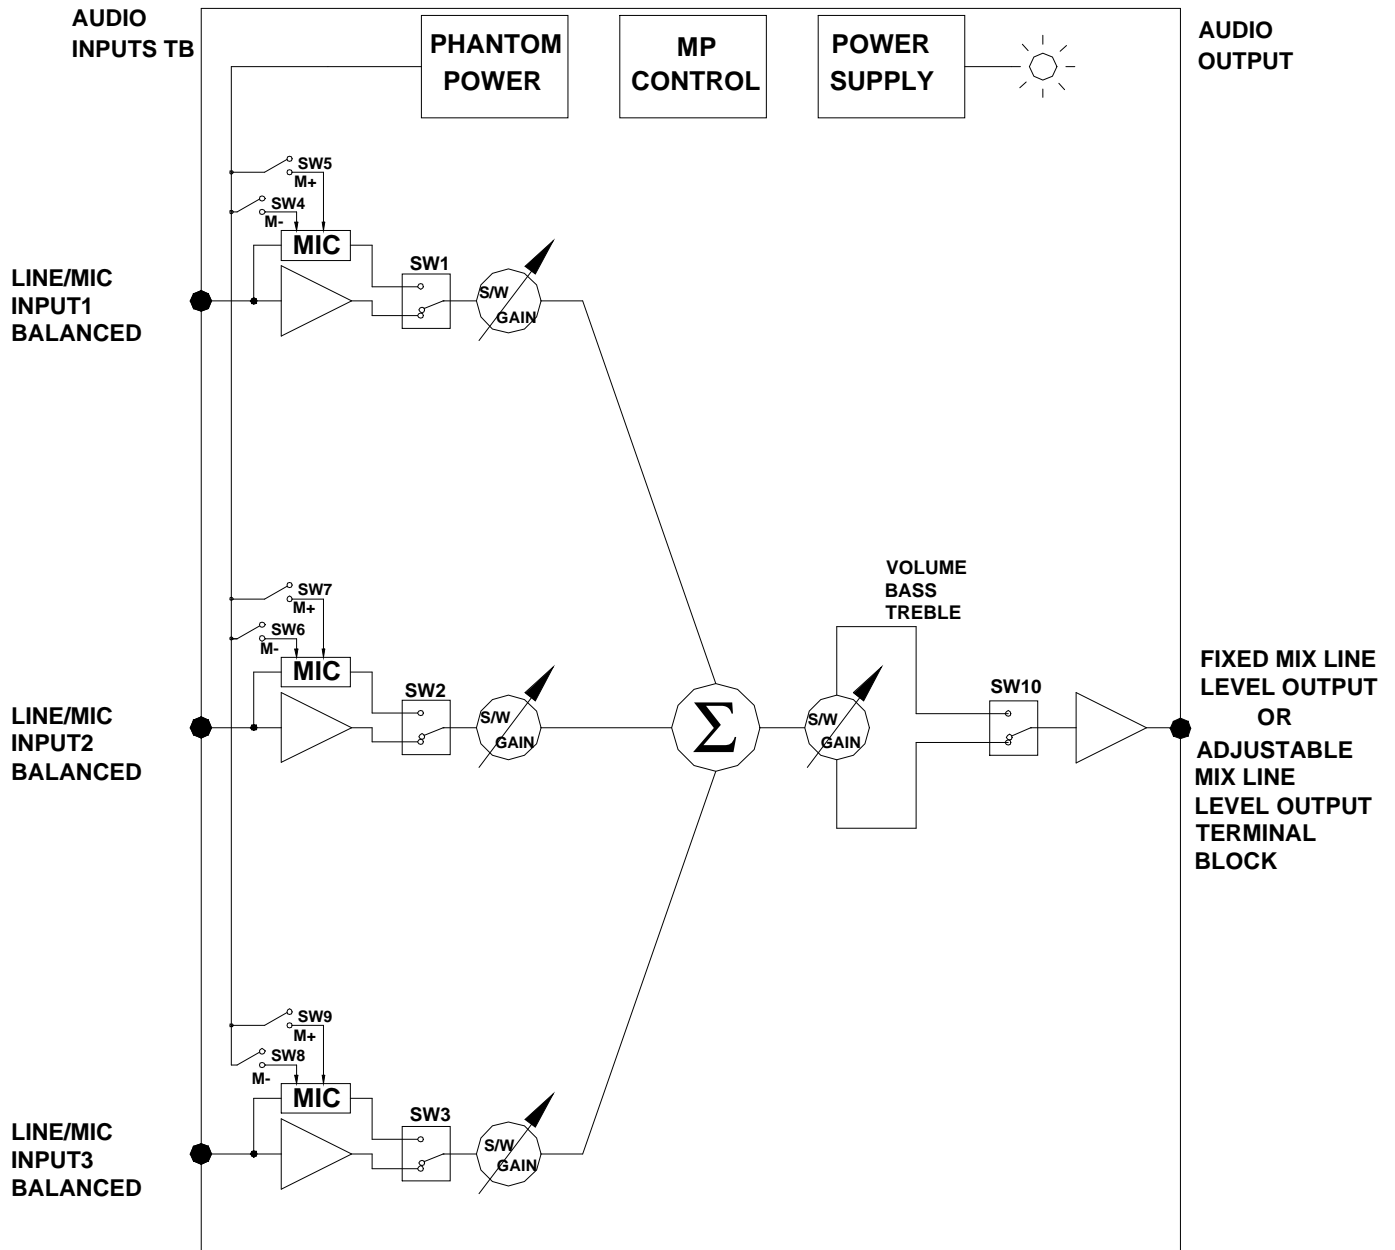 AUDIO
INPUTS TB
PHANTOM
POWER
MP
CONTROL
POWER
SUPPLY
AUDIO
OUTPUT
SW5
M+
SW4
M-
MIC
LINE/MIC
INPUT1
BALANCED
SW1
S/W
GAIN
SW7
M+
SW6
M-
MIC
LINE/MIC
INPUT2
BALANCED
SW2
S/W
GAIN
Σ
VOLUME
BASS
TREBLE
S/W
GAIN
SW10
FIXED MIX LINE
LEVEL OUTPUT
OR
ADJUSTABLE
MIX LINE
LEVEL OUTPUT
TERMINAL
BLOCK
SW9
M+
SW8
M-
MIC
LINE/MIC
INPUT3
BALANCED
SW3
S/W
GAIN